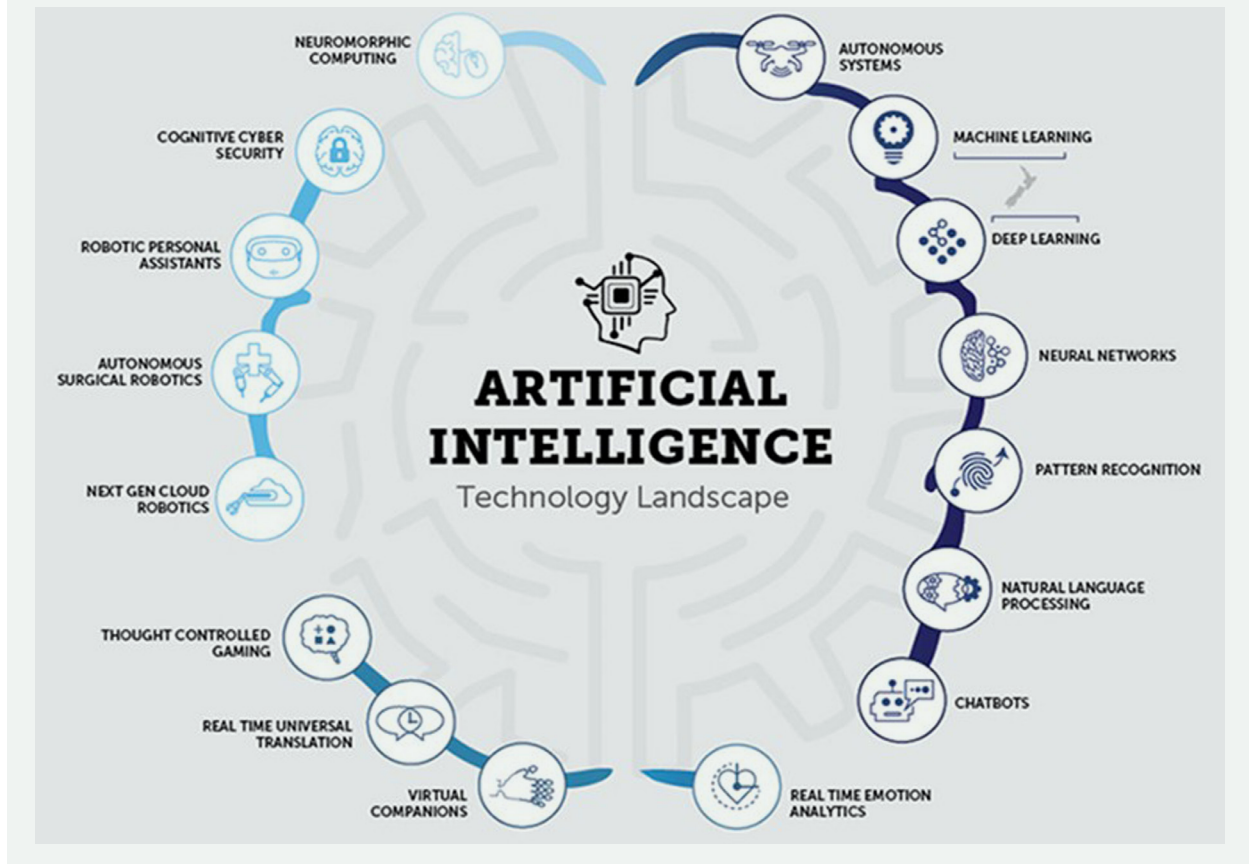 NEUROMORPHIC
COMPUTING
COGNITIVE CYBER
SECURITY
ROBOTIC PERSONAL
ASSISTANTS
AUTONOMOUS
SURGICAL ROBOTICS
NEXT GEN CLOUD
ROBOTICS
THOUGHT CONTROLLED
GAMING
REAL TIME UNIVERSAL
TRANSLATION
VIRTUAL
COMPANIONS
ARTIFICIAL
INTELLIGENCE
Technology Landscape
AUTONOMOUS
SYSTEMS
MACHINE LEARNING
DEEP LEARNING
NEURAL NETWORKS
PATTERN RECOGNITION
NATURAL LANGUAGE
PROCESSING
CHATBOTS
REAL TIME EMOTION
ANALYTICS